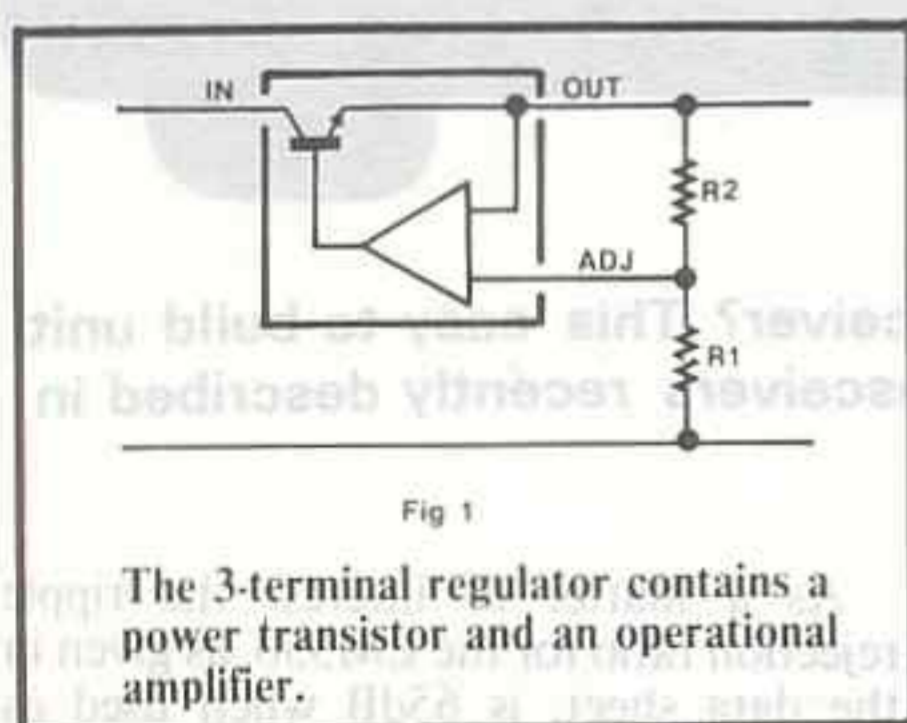 IN
OUT
R2
ADJ
R1
Fig 1
The 3-terminal regulator contains a
power transistor and an operational
amplifier.